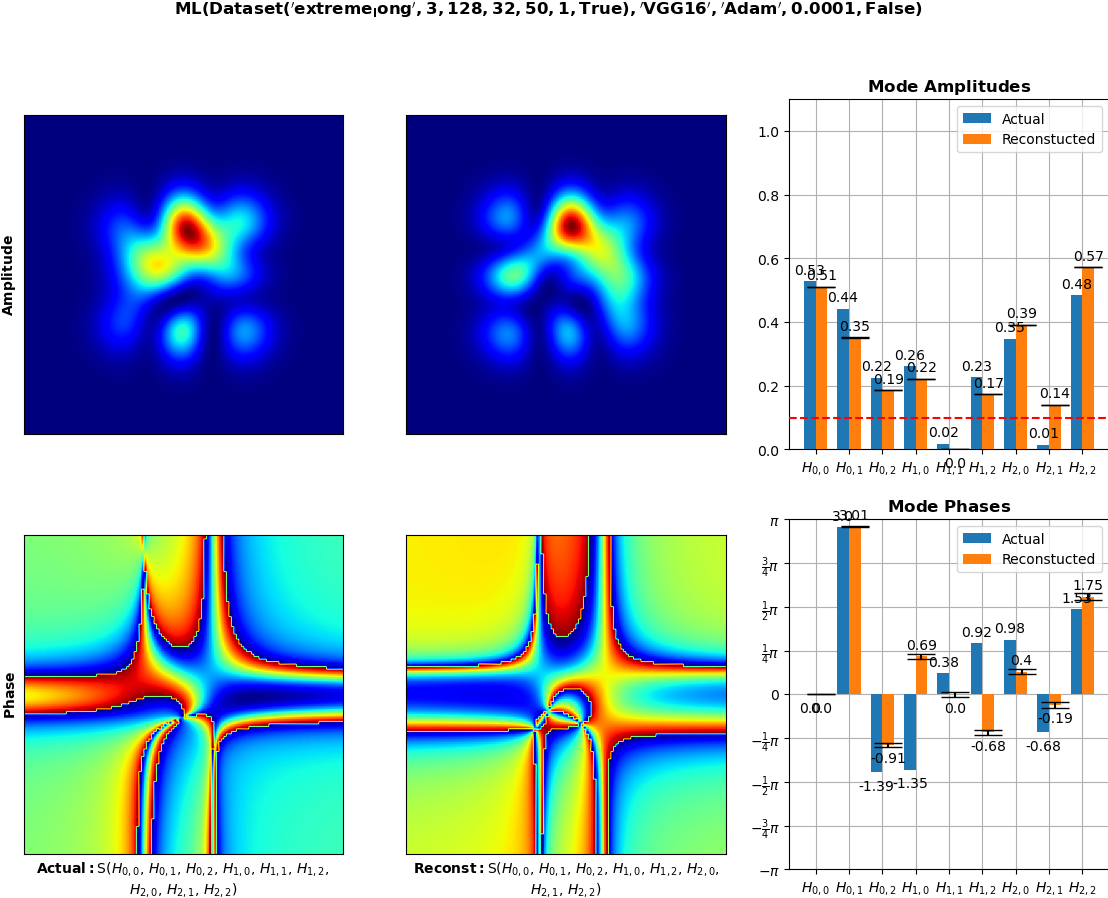 ML(Dataset('extreme_long', 3, 128, 32, 50, 1, True), 'VGG16', 'Adam', 0.0001, False)
Amplitude
Mode Amplitudes
Actual
Reconstucted
1.0
0.8
0.6
0.4
0.2
0.0
0.53
0.51
0.44
0.35
0.22
0.19
0.26
0.22
0.02
0.0
0.23
0.17
0.35
0.39
0.01
0.14
0.48
0.57
H0,0 H0,1 H0,2 H1,0 H1,1 H1,2 H2,0 H2,1 H2,2
Phase
Actual: S(H0,0, H0,1, H0,2, H1,0, H1,1, H1,2,
H2,0, H2,1, H2,2)
Reconst: S(H0,0, H0,1, H0,2, H1,0, H1,2, H2,0,
H2,1, H2,2)
Mode Phases
Actual
Reconstucted
π
3/4π
1/2π
1/4π
0
−1/4π
−1/2π
−3/4π
−π
0.0
3.01
-1.39
-0.91
-1.35
0.69
0.38
0.0
0.92
-0.68
0.98
0.4
-0.68
-0.19
1.75
H0,0 H0,1 H0,2 H1,0 H1,1 H1,2 H2,0 H2,1 H2,2